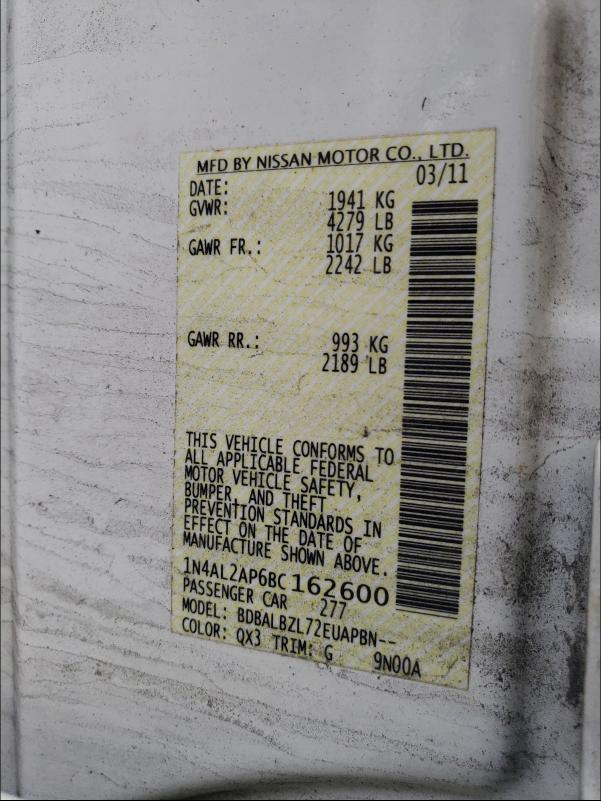 MFD BY NISSAN MOTOR CO., LTD.
DATE: 03/11
GVWR: 1941 KG
4279 LB
GAWR FR.: 1017 KG
2242 LB
GAWR RR.: 993 KG
2189 LB
THIS VEHICLE CONFORMS TO
ALL APPLICABLE FEDERAL
MOTOR VEHICLE SAFETY,
BUMPER, AND THEFT
PREVENTION STANDARDS IN
EFFECT ON THE DATE OF
MANUFACTURE SHOWN ABOVE.
1N4AL2AP6BC162600
PASSENGER CAR 277
MODEL: BDBALBZL72EUAPBN--
COLOR: QX3 TRIM: G 9N00A